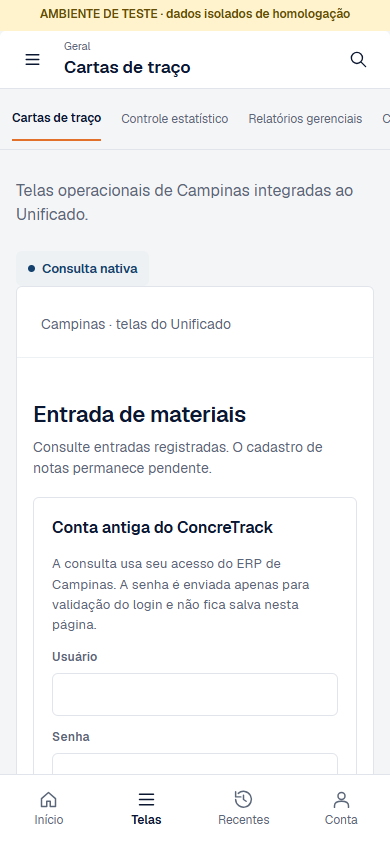 AMBIENTE DE TESTE · dados isolados de homologação
Geral
Cartas de traço
Cartas de traço
Controle estatístico
Relatórios gerenciais
C
Telas operacionais de Campinas integradas ao
Unificado.
Consulta nativa
Campinas · telas do Unificado
Entrada de materiais
Consulte entradas registradas. O cadastro de
notas permanece pendente.
Conta antiga do ConcreTrack
A consulta usa seu acesso do ERP de
Campinas. A senha é enviada apenas para
validação do login e não fica salva nesta
página.
Usuário
Senha
Início
Telas
Recentes
Conta